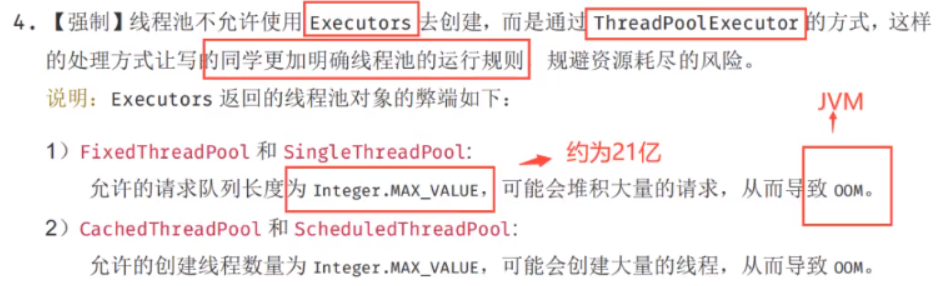 4.【强制】线程池不允许使用 Executors 去创建，而是通过 ThreadPoolExecutor 的方式，这样
的处理方式让写的同学更加明确线程池的运行规则 规避资源耗尽的风险。
说明：Executors 返回的线程池对象的弊端如下：
JVM
1）FixedThreadPool 和 SingleThreadPool:
约为21亿
允许的请求队列长度为 Integer.MAX_VALUE，可能会堆积大量的请求，从而导致 OOM。
2）CachedThreadPool 和 ScheduledThreadPool:
允许的创建线程数量为 Integer.MAX_VALUE，可能会创建大量的线程，从而导致 OOM。